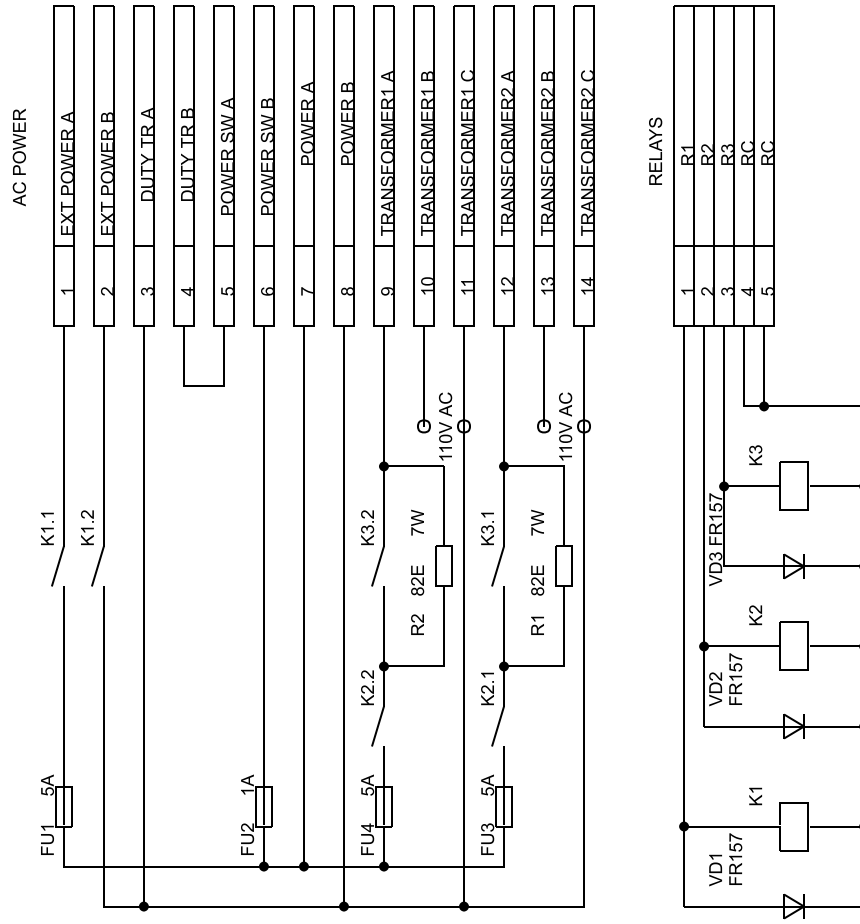 AC POWER
EXT POWER A
EXT POWER B
DUTY TR A
DUTY TR B
POWER SW A
POWER SW B
POWER A
POWER B
TRANSFORMER1 A
TRANSFORMER1 B
TRANSFORMER1 C
TRANSFORMER2 A
TRANSFORMER2 B
TRANSFORMER2 C
1
2
3
4
5
6
7
8
9
10
11
12
13
14
RELAYS
R1
R2
R3
RC
RC
1
2
3
4
5
110V AC
110V AC
K1.1
K1.2
K3.2
7W
82E
R2
K3.1
7W
82E
R1
K2.2
K2.1
FU1 5A
FU2 1A
FU4 5A
FU3 5A
K3
VD3 FR157
K2
VD2
FR157
K1
VD1
FR157